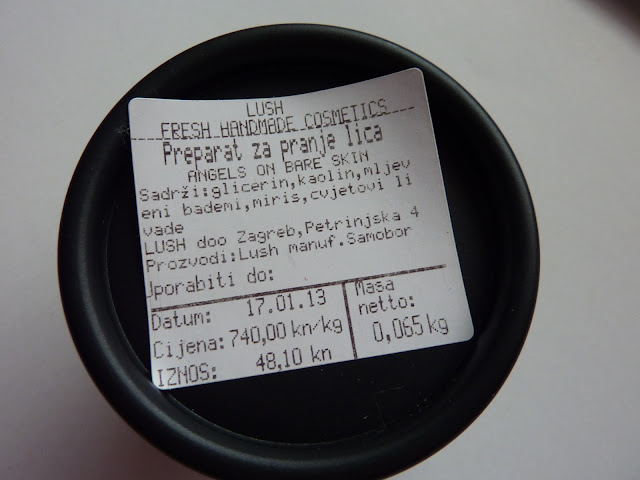 LUSH
FRESH HANDMADE COSMETICS
Preparat za pranje lica
ANGELS ON BARE SKIN
Sadrži:glicerin,kaolin,mljev
eni bademi,miris,cvjetovi li
vade
LUSH doo Zagreb,Petrinjska 4
Prozvodi:Lush manuf.Samobor
Uporabiti do:
Datum: 17.01.13
Cijena:740,00 kn/kg
IZNOS: 48,10 kn
Masa
netto:
0,065 kg